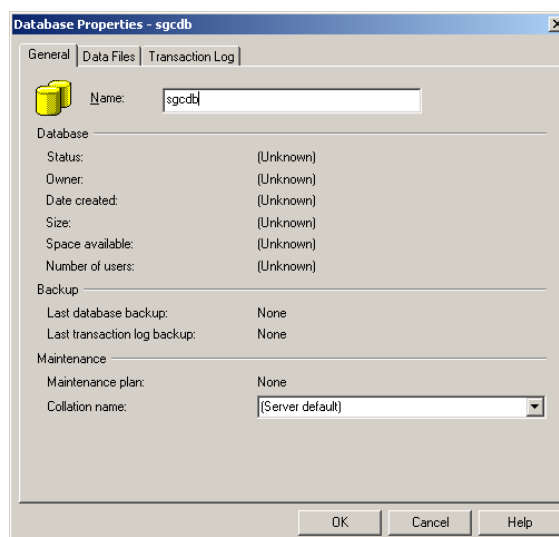 Database Properties - sgcdb
General Data Files Transaction Log
Name: sgcdb
Database
Status: (Unknown)
Owner: (Unknown)
Date created: (Unknown)
Size: (Unknown)
Space available: (Unknown)
Number of users: (Unknown)
Backup
Last database backup: None
Last transaction log backup: None
Maintenance
Maintenance plan: None
Collation name: (Server default)
OK Cancel Help